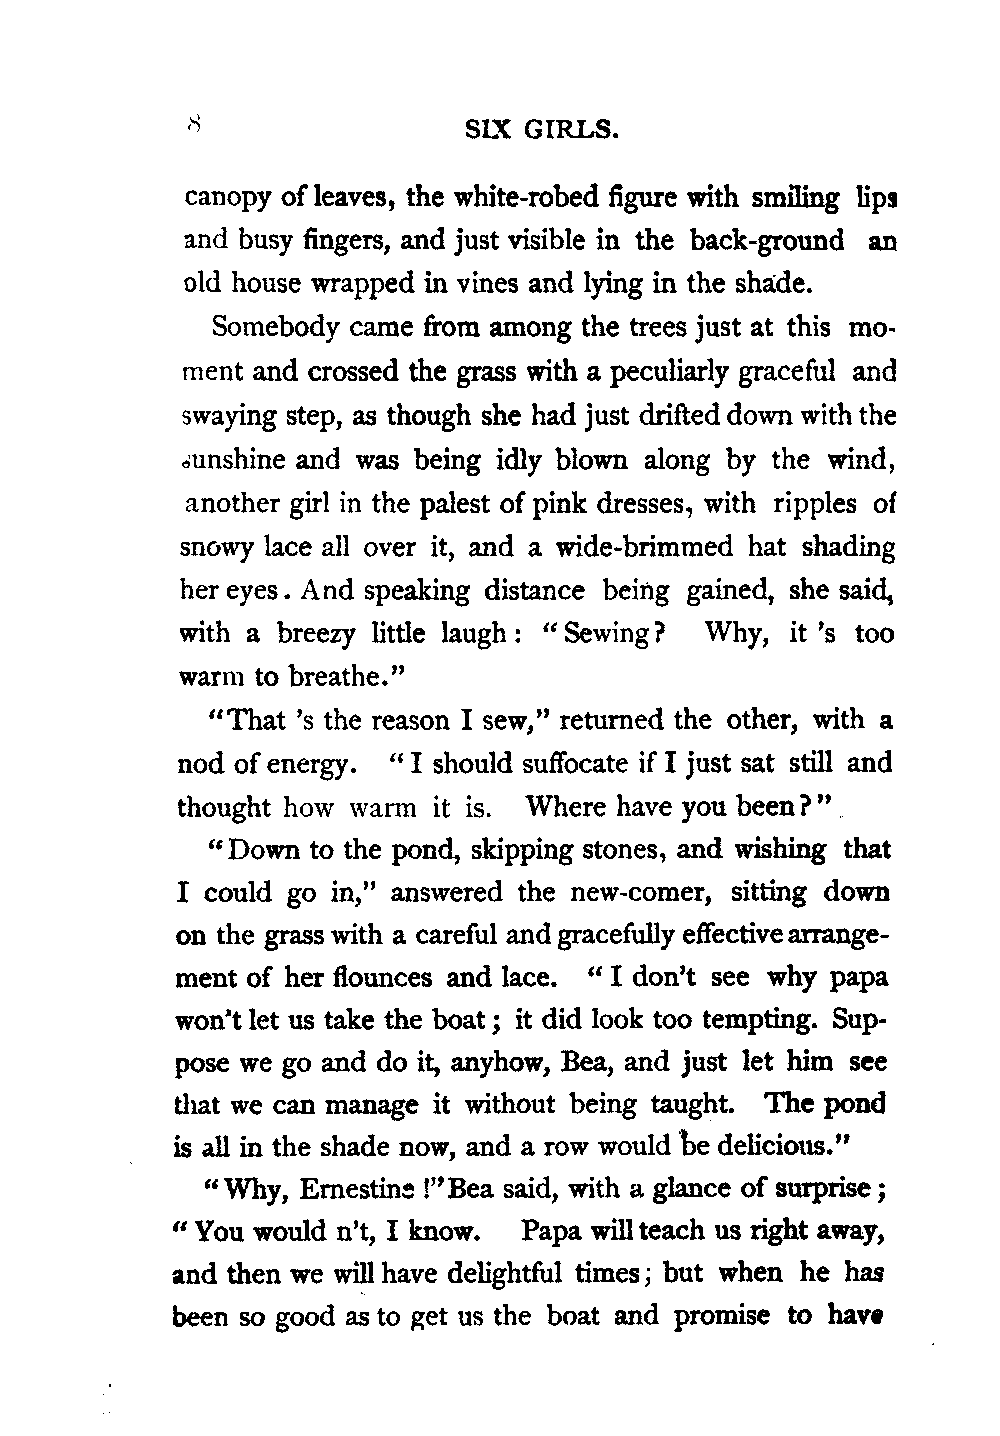 8 SIX GIRLS.
canopy of leaves, the white-robed figure with smiling lips
and busy fingers, and just visible in the back-ground an
old house wrapped in vines and lying in the shade.
Somebody came from among the trees just at this mo-
ment and crossed the grass with a peculiarly graceful and
swaying step, as though she had just drifted down with the
sunshine and was being idly blown along by the wind,
another girl in the palest of pink dresses, with ripples of
snowy lace all over it, and a wide-brimmed hat shading
her eyes. And speaking distance being gained, she said,
with a breezy little laugh: "Sewing? Why, it 's too
warm to breathe."
"That 's the reason I sew," returned the other, with a
nod of energy. "I should suffocate if I just sat still and
thought how warm it is. Where have you been?"
"Down to the pond, skipping stones, and wishing that
I could go in," answered the new-comer, sitting down
on the grass with a careful and gracefully effective arrange-
ment of her flounces and lace. "I don't see why papa
won't let us take the boat; it did look too tempting. Sup-
pose we go and do it, anyhow, Bea, and just let him see
that we can manage it without being taught. The pond
is all in the shade now, and a row would be delicious."
"Why, Ernestine!" Bea said, with a glance of surprise;
"You would n't, I know. Papa will teach us right away,
and then we will have delightful times; but when he has
been so good as to get us the boat and promise to have